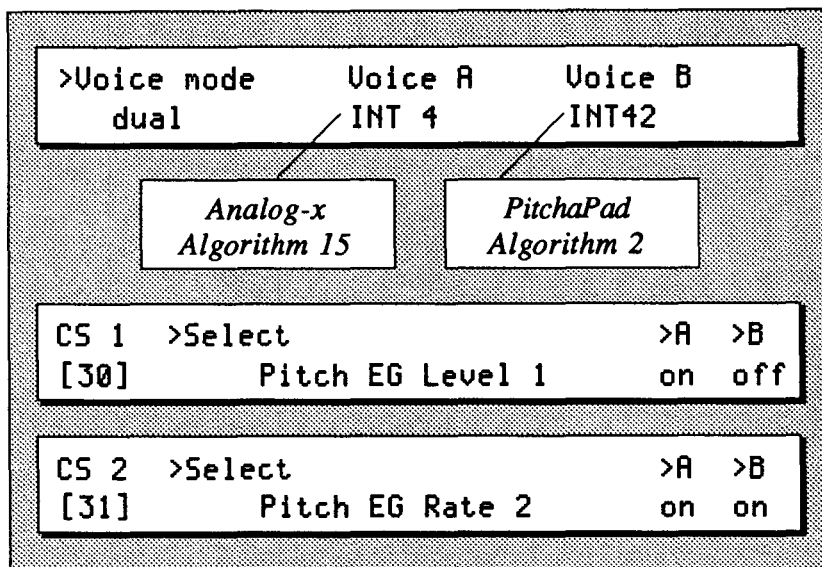 >Voice mode Voice A Voice B
dual INT 4 INT42
Analog-x PitchaPad
Algorithm 15 Algorithm 2
CS 1 >Select >A >B
[30] Pitch EG Level 1 on off
CS 2 >Select >A >B
[31] Pitch EG Rate 2 on on